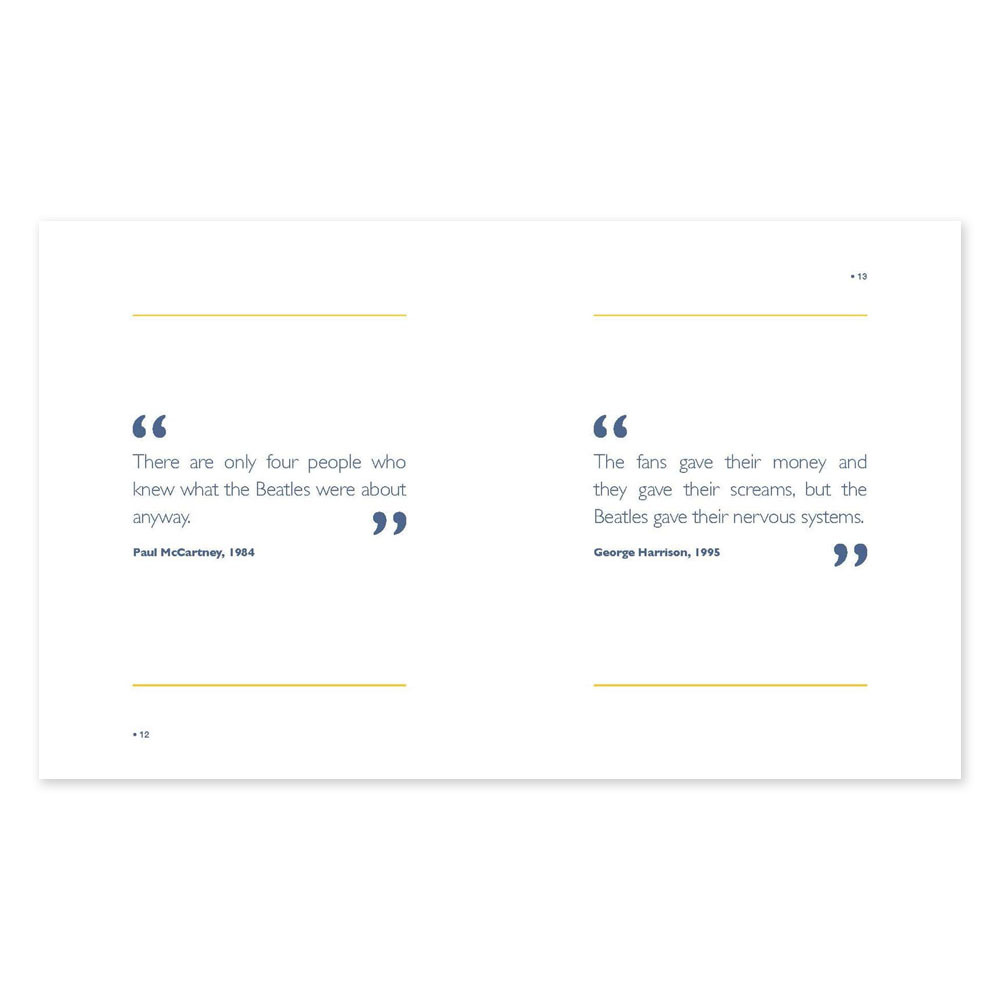 “
There are only four people who
knew what the Beatles were about
anyway.
”
Paul McCartney, 1984
• 12
• 13
“
The fans gave their money and
they gave their screams, but the
Beatles gave their nervous systems.
George Harrison, 1995
”